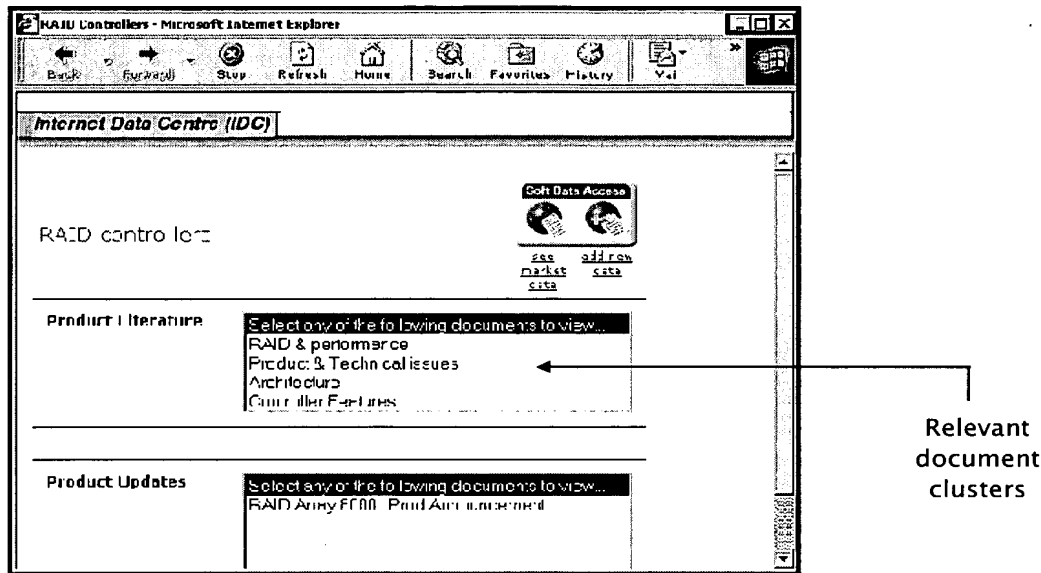 RAID Controllers - Microsoft Internet Explorer
Back Forward Stop Refresh Home Search Favorites History
Internet Data Centre (IDC)
Soft Data Access
RAID controllers
see market data
add new data
Product Literature
Select any of the following documents to view...
RAID & performance
Product & Technical issues
Architecture
Controller Features
Relevant
document
clusters
Product Updates
Select any of the following documents to view...
RAID Array Prod Announcement